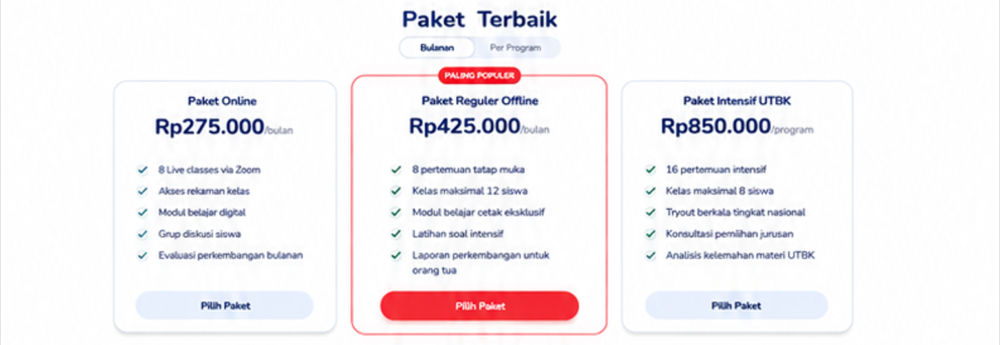 Paket Terbaik
Bulanan
Per Program
Paket Online
Rp275.000/bulan
8 Live classes via Zoom
Akses rekaman kelas
Modul belajar digital
Grup diskusi siswa
Evaluasi perkembangan bulanan
Pilih Paket
PALING POPULER
Paket Reguler Offline
Rp425.000/bulan
8 pertemuan tatap muka
Kelas maksimal 12 siswa
Modul belajar cetak eksklusif
Latihan soal intensif
Laporan perkembangan untuk
orang tua
Pilih Paket
Paket Intensif UTBK
Rp850.000/program
16 pertemuan intensif
Kelas maksimal 8 siswa
Tryout berkala tingkat nasional
Konsultasi pemilihan jurusan
Analisis kelemahan materi UTBK
Pilih Paket